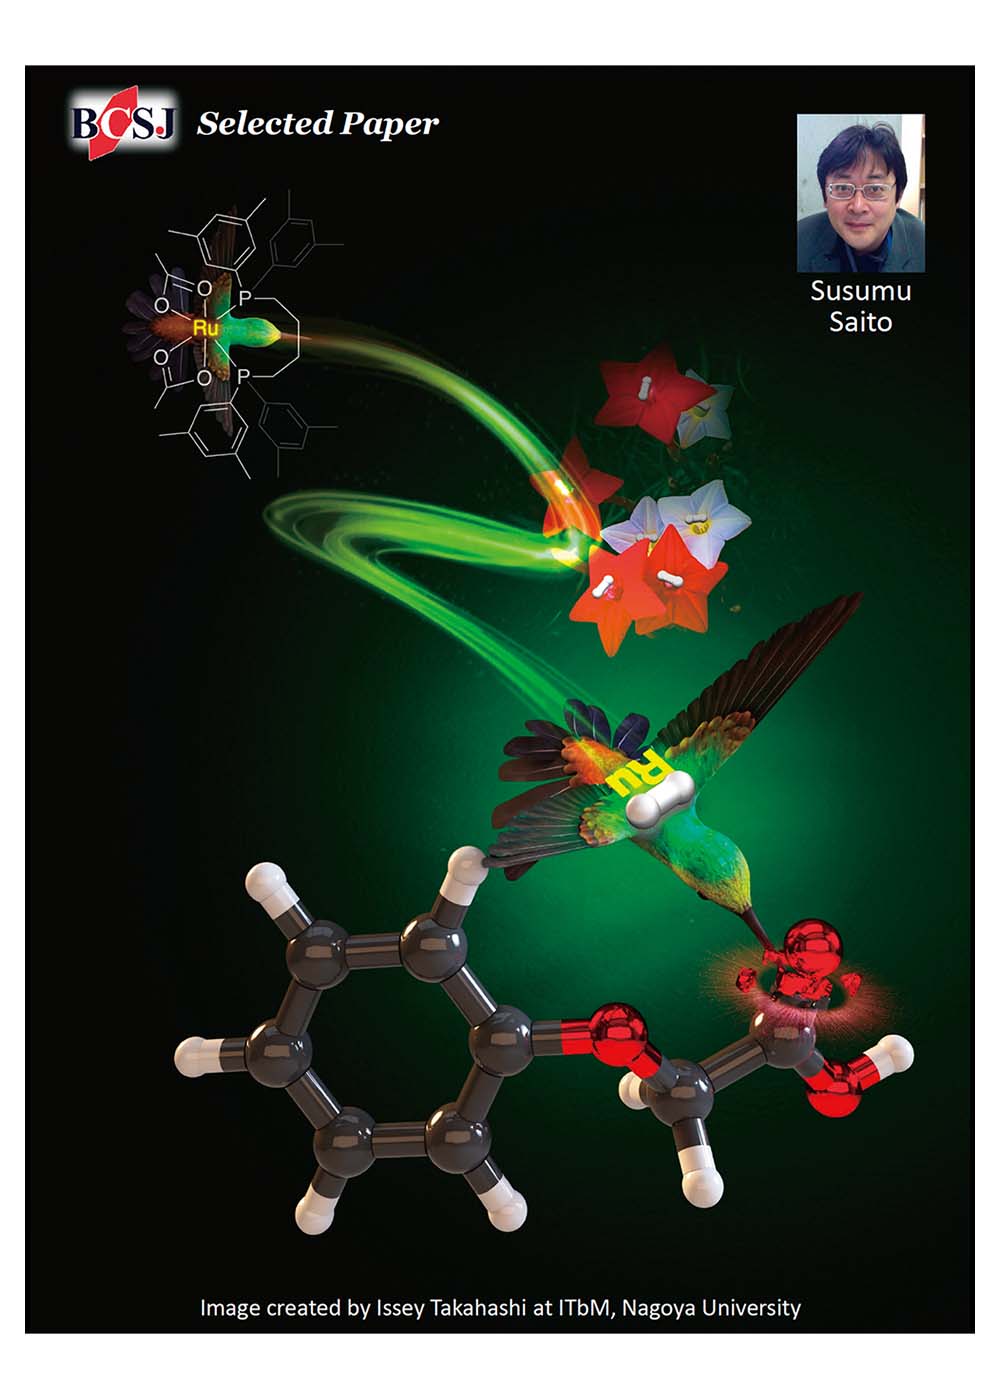 BCSJ Selected Paper
Susumu
Saito
O
O
P
Ru
O
O
P
Ru
Image created by Issey Takahashi at ITbM, Nagoya University